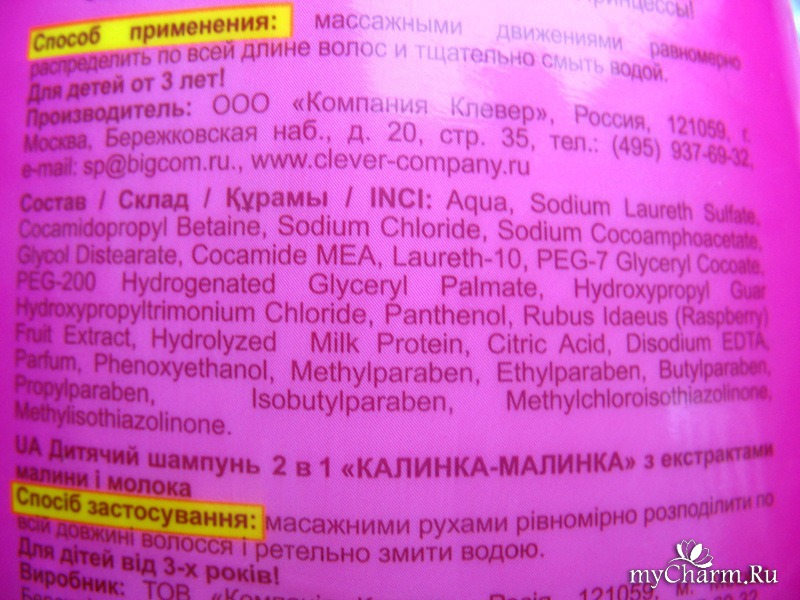 принцессы!
Способ применения: массажными движениями равномерно
распределить по всей длине волос и тщательно смыть водой.
Для детей от 3 лет!
Производитель: ООО «Компания Клевер», Россия, 121059, г.
Москва, Бережковская наб., д. 20, стр. 35, тел.: (495) 937-69-32,
e-mail: sp@bigcom.ru., www.clever-company.ru
Состав / Склад / Құрамы / INCI: Aqua, Sodium Laureth Sulfate,
Cocamidopropyl Betaine, Sodium Chloride, Sodium Cocoamphoacetate,
Glycol Distearate, Cocamide MEA, Laureth-10, PEG-7 Glyceryl Cocoate,
PEG-200 Hydrogenated Glyceryl Palmate, Hydroxypropyl Guar
Hydroxypropyltrimonium Chloride, Panthenol, Rubus Idaeus (Raspberry)
Fruit Extract, Hydrolyzed Milk Protein, Citric Acid, Disodium EDTA,
Parfum, Phenoxyethanol, Methylparaben, Ethylparaben, Butylparaben,
Propylparaben, Isobutylparaben, Methylchloroisothiazolinone,
Methylisothiazolinone.
UA Дитячий шампунь 2 в 1 «КАЛИНКА-МАЛИНКА» з екстрактами
малини і молока
Спосіб застосування: масажними рухами рівномірно розподілити по
всій довжині волосся і ретельно змити водою.
Для дітей від 3-х років!
Виробник: ТОВ 121059, м.
myCharm.Ru